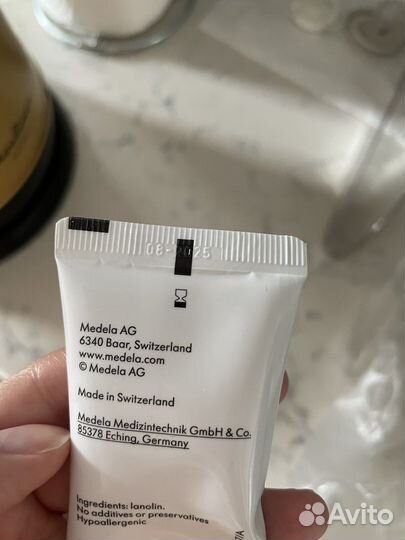 08-2025
Medela AG
6340 Baar, Switzerland
www.medela.com
© Medela AG
Made in Switzerland
Medela Medizintechnik GmbH & Co.
85378 Eching, Germany
Ingredients: lanolin.
No additives or preservatives
Hypoallergenic
Avito